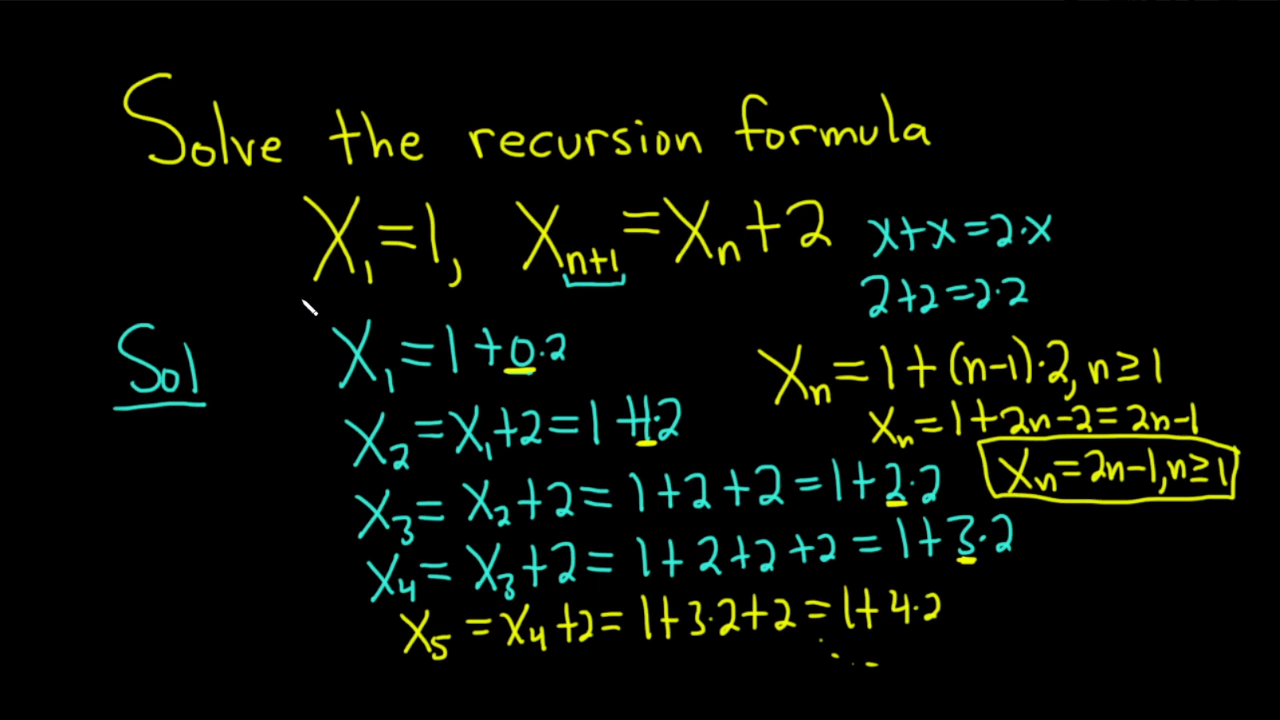 Solve the recursion formula
X₁=1, Xₙ₊₁=Xₙ+2
x+x=2·x
2+2=2·2
Sol
X₁=1+0·2
X₂=X₁+2=1+1·2
X₃=X₂+2=1+2+2=1+2·2
X₄=X₃+2=1+2+2+2=1+3·2
X₅=X₄+2=1+3·2+2=1+4·2
Xₙ=1+(n-1)·2, n≥1
Xₙ=1+2n-2=2n-1
Xₙ=2n-1, n≥1